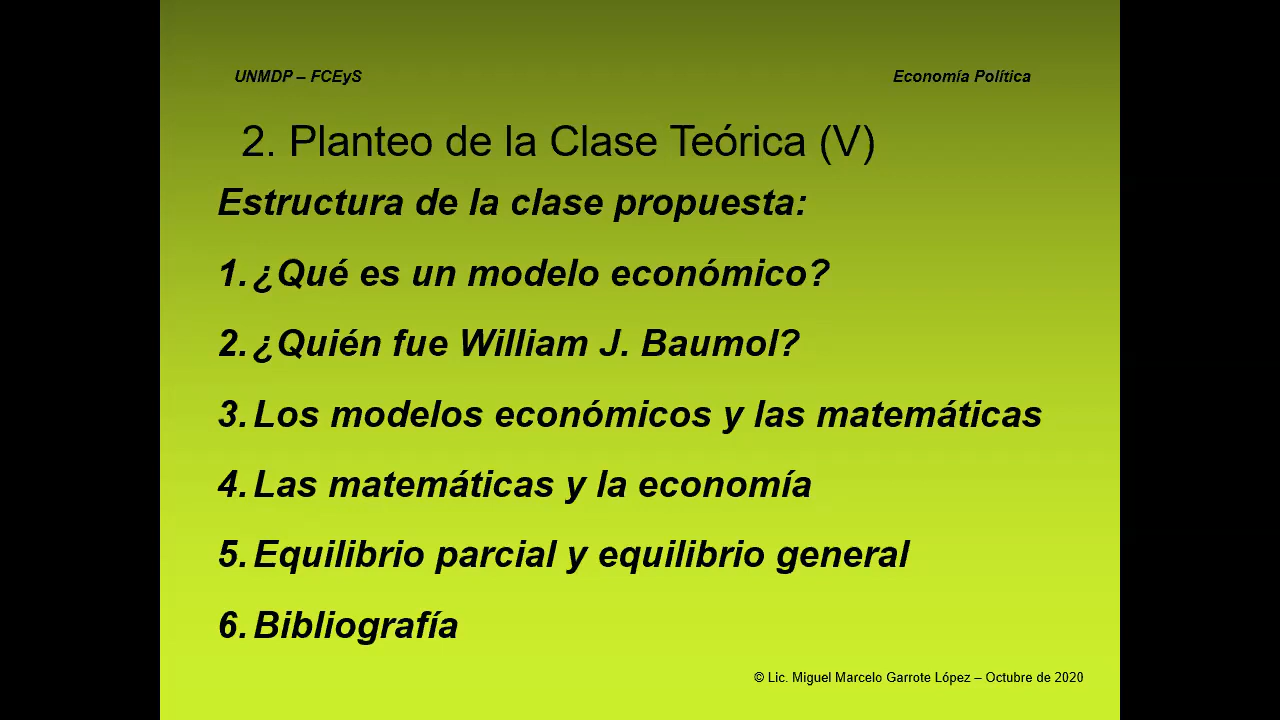 UNMDP – FCEyS
Economía Política
2. Planteo de la Clase Teórica (V)
Estructura de la clase propuesta:
1. ¿Qué es un modelo económico?
2. ¿Quién fue William J. Baumol?
3. Los modelos económicos y las matemáticas
4. Las matemáticas y la economía
5. Equilibrio parcial y equilibrio general
6. Bibliografía
© Lic. Miguel Marcelo Garrote López – Octubre de 2020